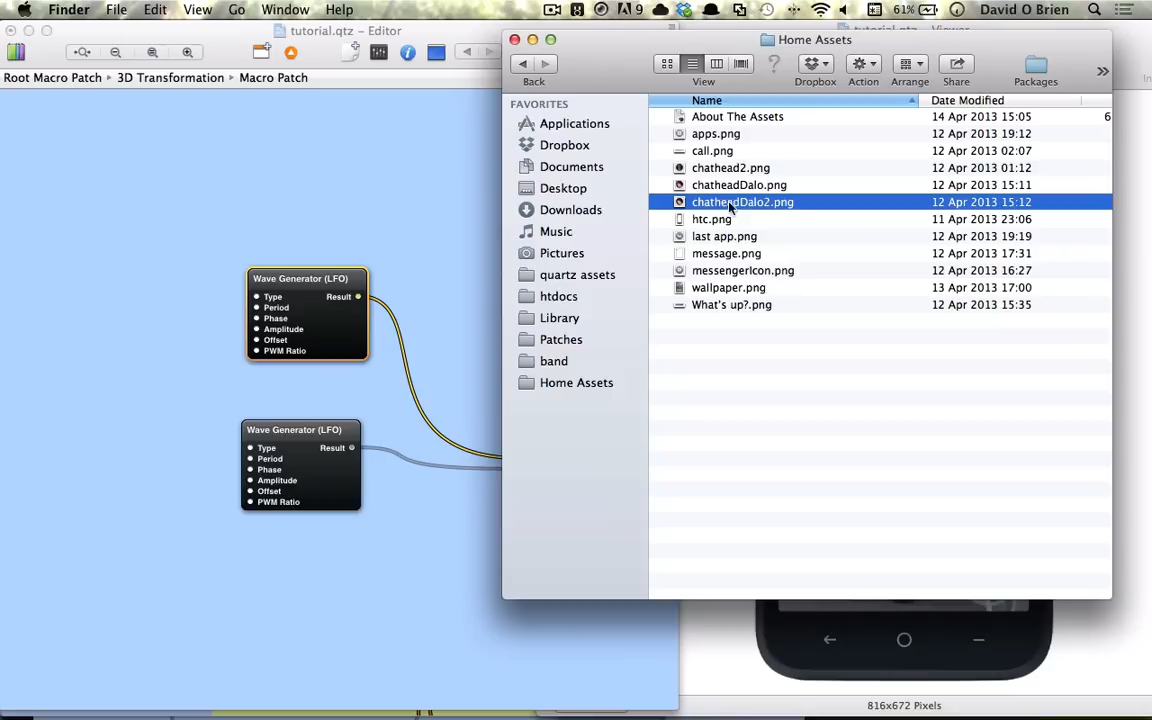 Finder File Edit View Go Window Help 9 61% David O Brien
tutorial.qtz - Editor
Root Macro Patch 3D Transformation Macro Patch
Home Assets
Back View Dropbox Action Arrange Share Packages
FAVORITES
Applications
Dropbox
Documents
Desktop
Downloads
Music
Pictures
quartz assets
htdocs
Library
Patches
band
Home Assets
Name Date Modified
About The Assets 14 Apr 2013 15:05 6
apps.png 12 Apr 2013 19:12
call.png 12 Apr 2013 02:07
chathead2.png 12 Apr 2013 01:12
chatheadDalo.png 12 Apr 2013 15:11
chatheadDalo2.png 12 Apr 2013 15:12
htc.png 11 Apr 2013 23:06
last app.png 12 Apr 2013 19:19
message.png 12 Apr 2013 17:31
messengerIcon.png 12 Apr 2013 16:27
wallpaper.png 13 Apr 2013 17:00
What's up?.png 12 Apr 2013 15:35
Wave Generator (LFO)
Type Result
Period
Phase
Amplitude
Offset
PWM Ratio
Wave Generator (LFO)
Type Result
Period
Phase
Amplitude
Offset
PWM Ratio
816x672 Pixels